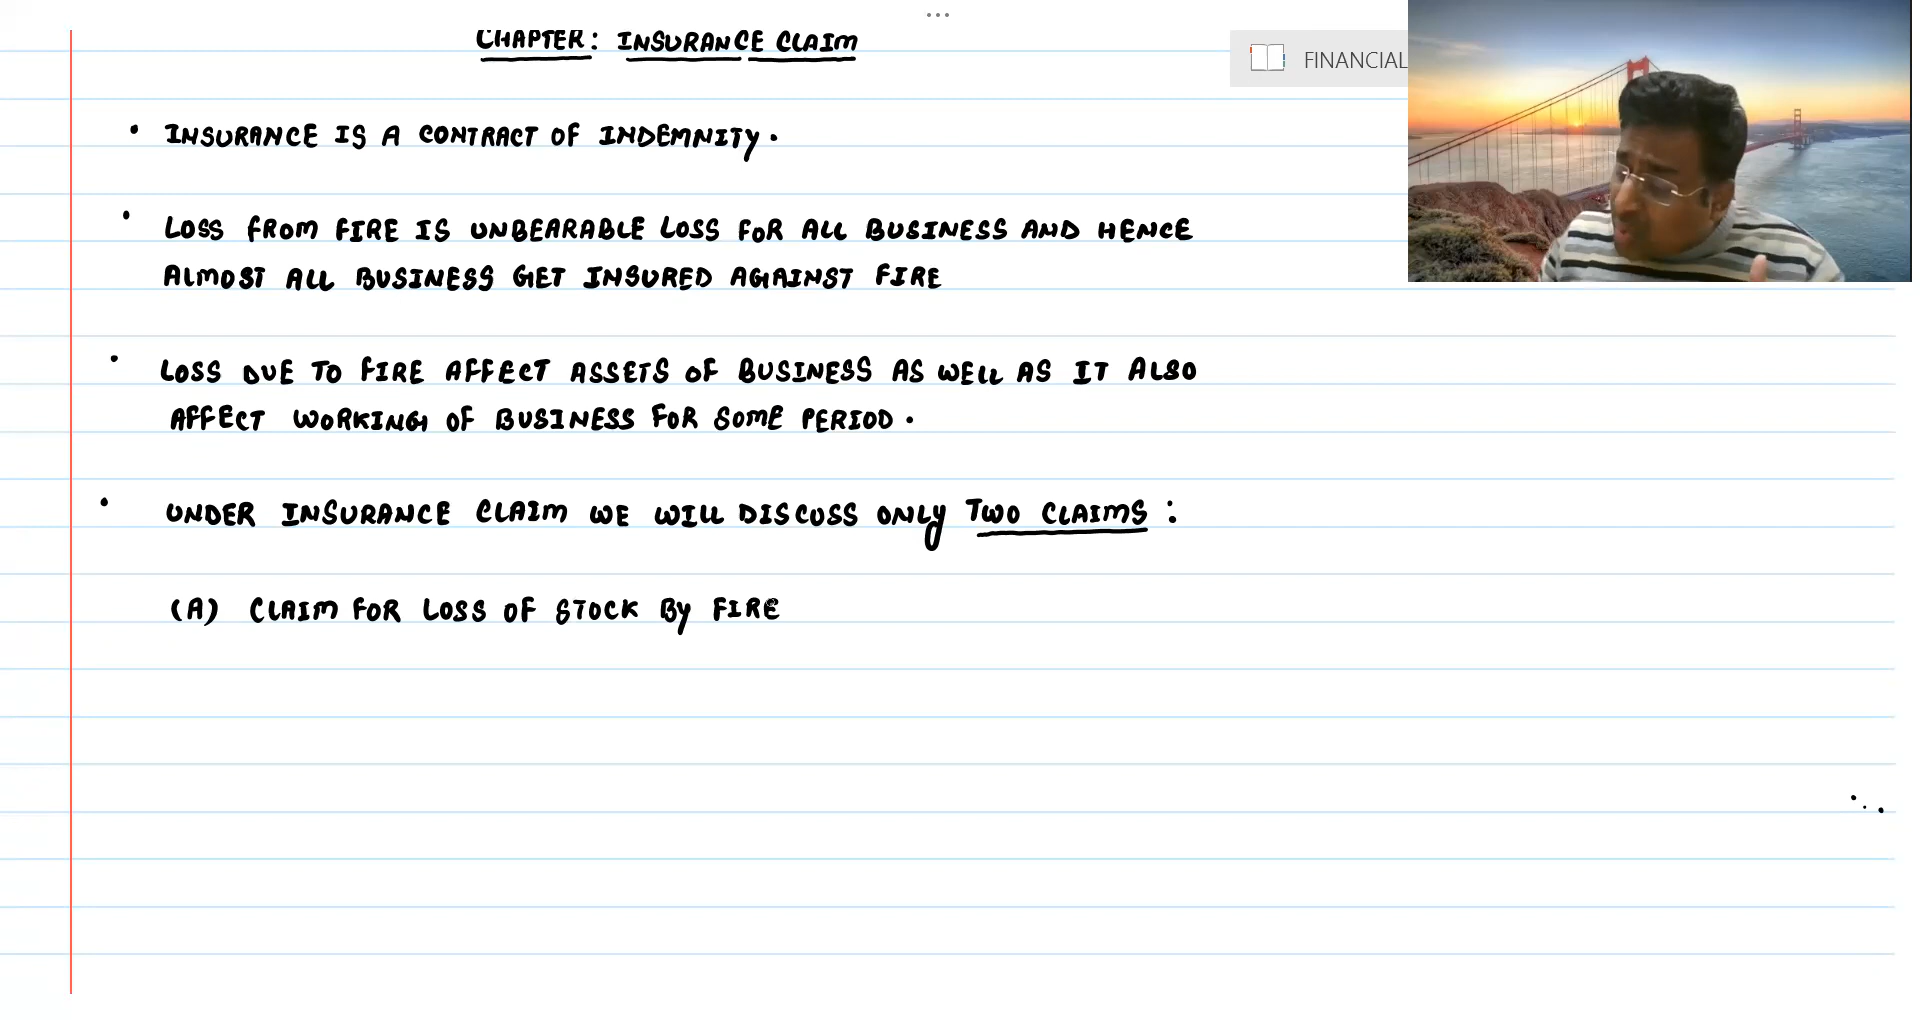 CHAPTER: INSURANCE CLAIM
FINANCIAL
• INSURANCE IS A CONTRACT OF INDEMNITY.
• LOSS FROM FIRE IS UNBEARABLE LOSS FOR ALL BUSINESS AND HENCE
ALMOST ALL BUSINESS GET INSURED AGAINST FIRE
• LOSS DUE TO FIRE AFFECT ASSETS OF BUSINESS AS WELL AS IT ALSO
AFFECT WORKING OF BUSINESS FOR SOME PERIOD.
• UNDER INSURANCE CLAIM WE WILL DISCUSS ONLY TWO CLAIMS:
(A) CLAIM FOR LOSS OF STOCK BY FIRE